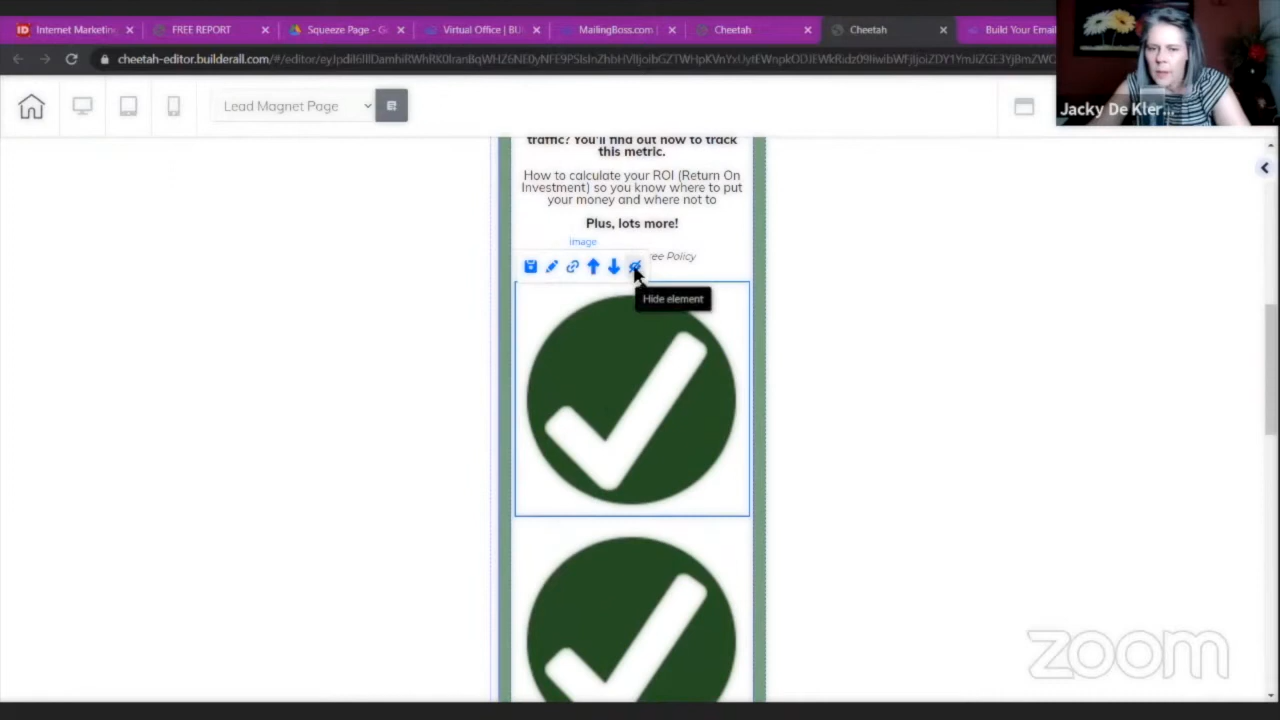 Internet Marketing
FREE REPORT
Squeeze Page - Go
Virtual Office | BUI
MailingBoss.com |
Cheetah
Cheetah
Build Your Email
cheetah-editor.builderall.com
Lead Magnet Page
Jacky De Kler...
traffic? You'll find out how to track
this metric.
How to calculate your ROI (Return On
Investment) so you know where to put
your money and where not to
Plus, lots more!
Image
ree Policy
Hide element
zoom